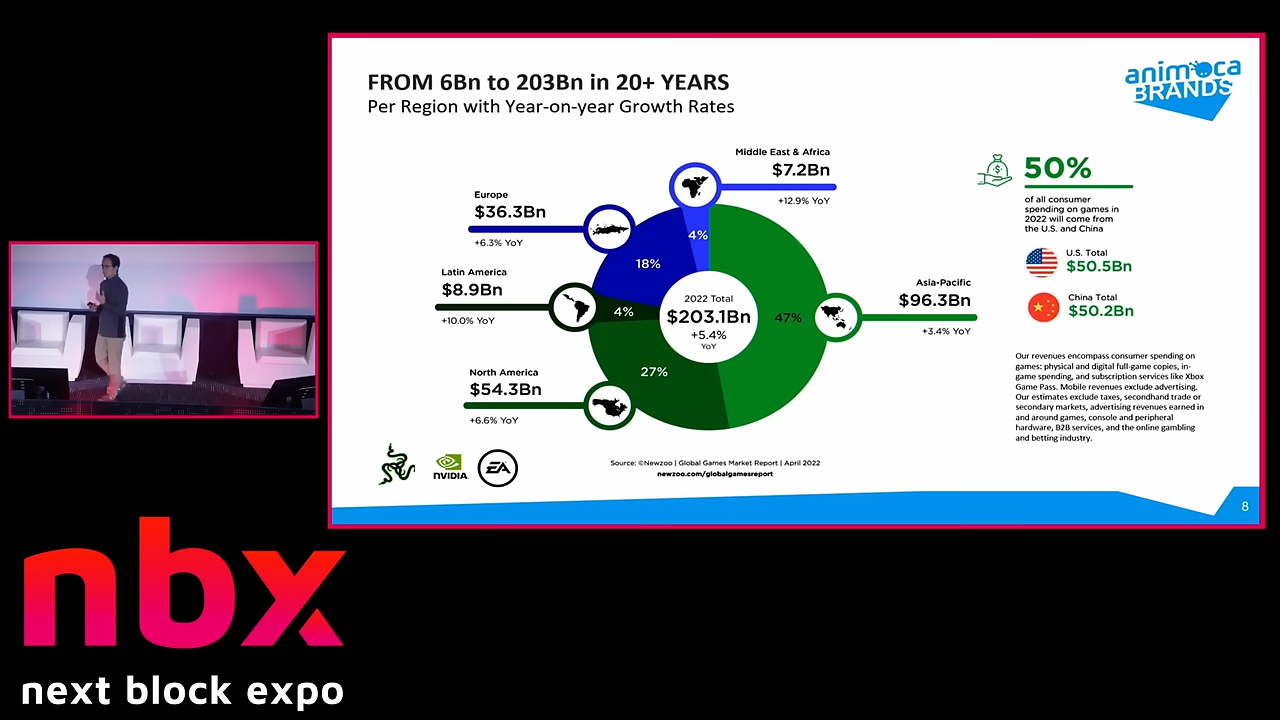 FROM 6Bn to 203Bn in 20+ YEARS
Per Region with Year-on-year Growth Rates
animoca
BRANDS
Middle East & Africa
$7.2Bn
+12.9% YoY
Europe
$36.3Bn
+6.3% YoY
Latin America
$8.9Bn
+10.0% YoY
North America
$54.3Bn
+6.6% YoY
Asia-Pacific
$96.3Bn
+3.4% YoY
4%
18%
4%
27%
47%
2022 Total
$203.1Bn
+5.4%
YoY
$
50%
of all consumer
spending on games in
2022 will come from
the U.S. and China
U.S. Total
$50.5Bn
China Total
$50.2Bn
Our revenues encompass consumer spending on
games: physical and digital full-game copies, in-
game spending, and subscription services like Xbox
Game Pass. Mobile revenues exclude advertising.
Our estimates exclude taxes, secondhand trade or
secondary markets, advertising revenues earned in
and around games, console and peripheral
hardware, B2B services, and the online gambling
and betting industry.
NVIDIA
EA
Source: ©Newzoo | Global Games Market Report | April 2022
newzoo.com/globalgamesreport
8
nbx
next block expo